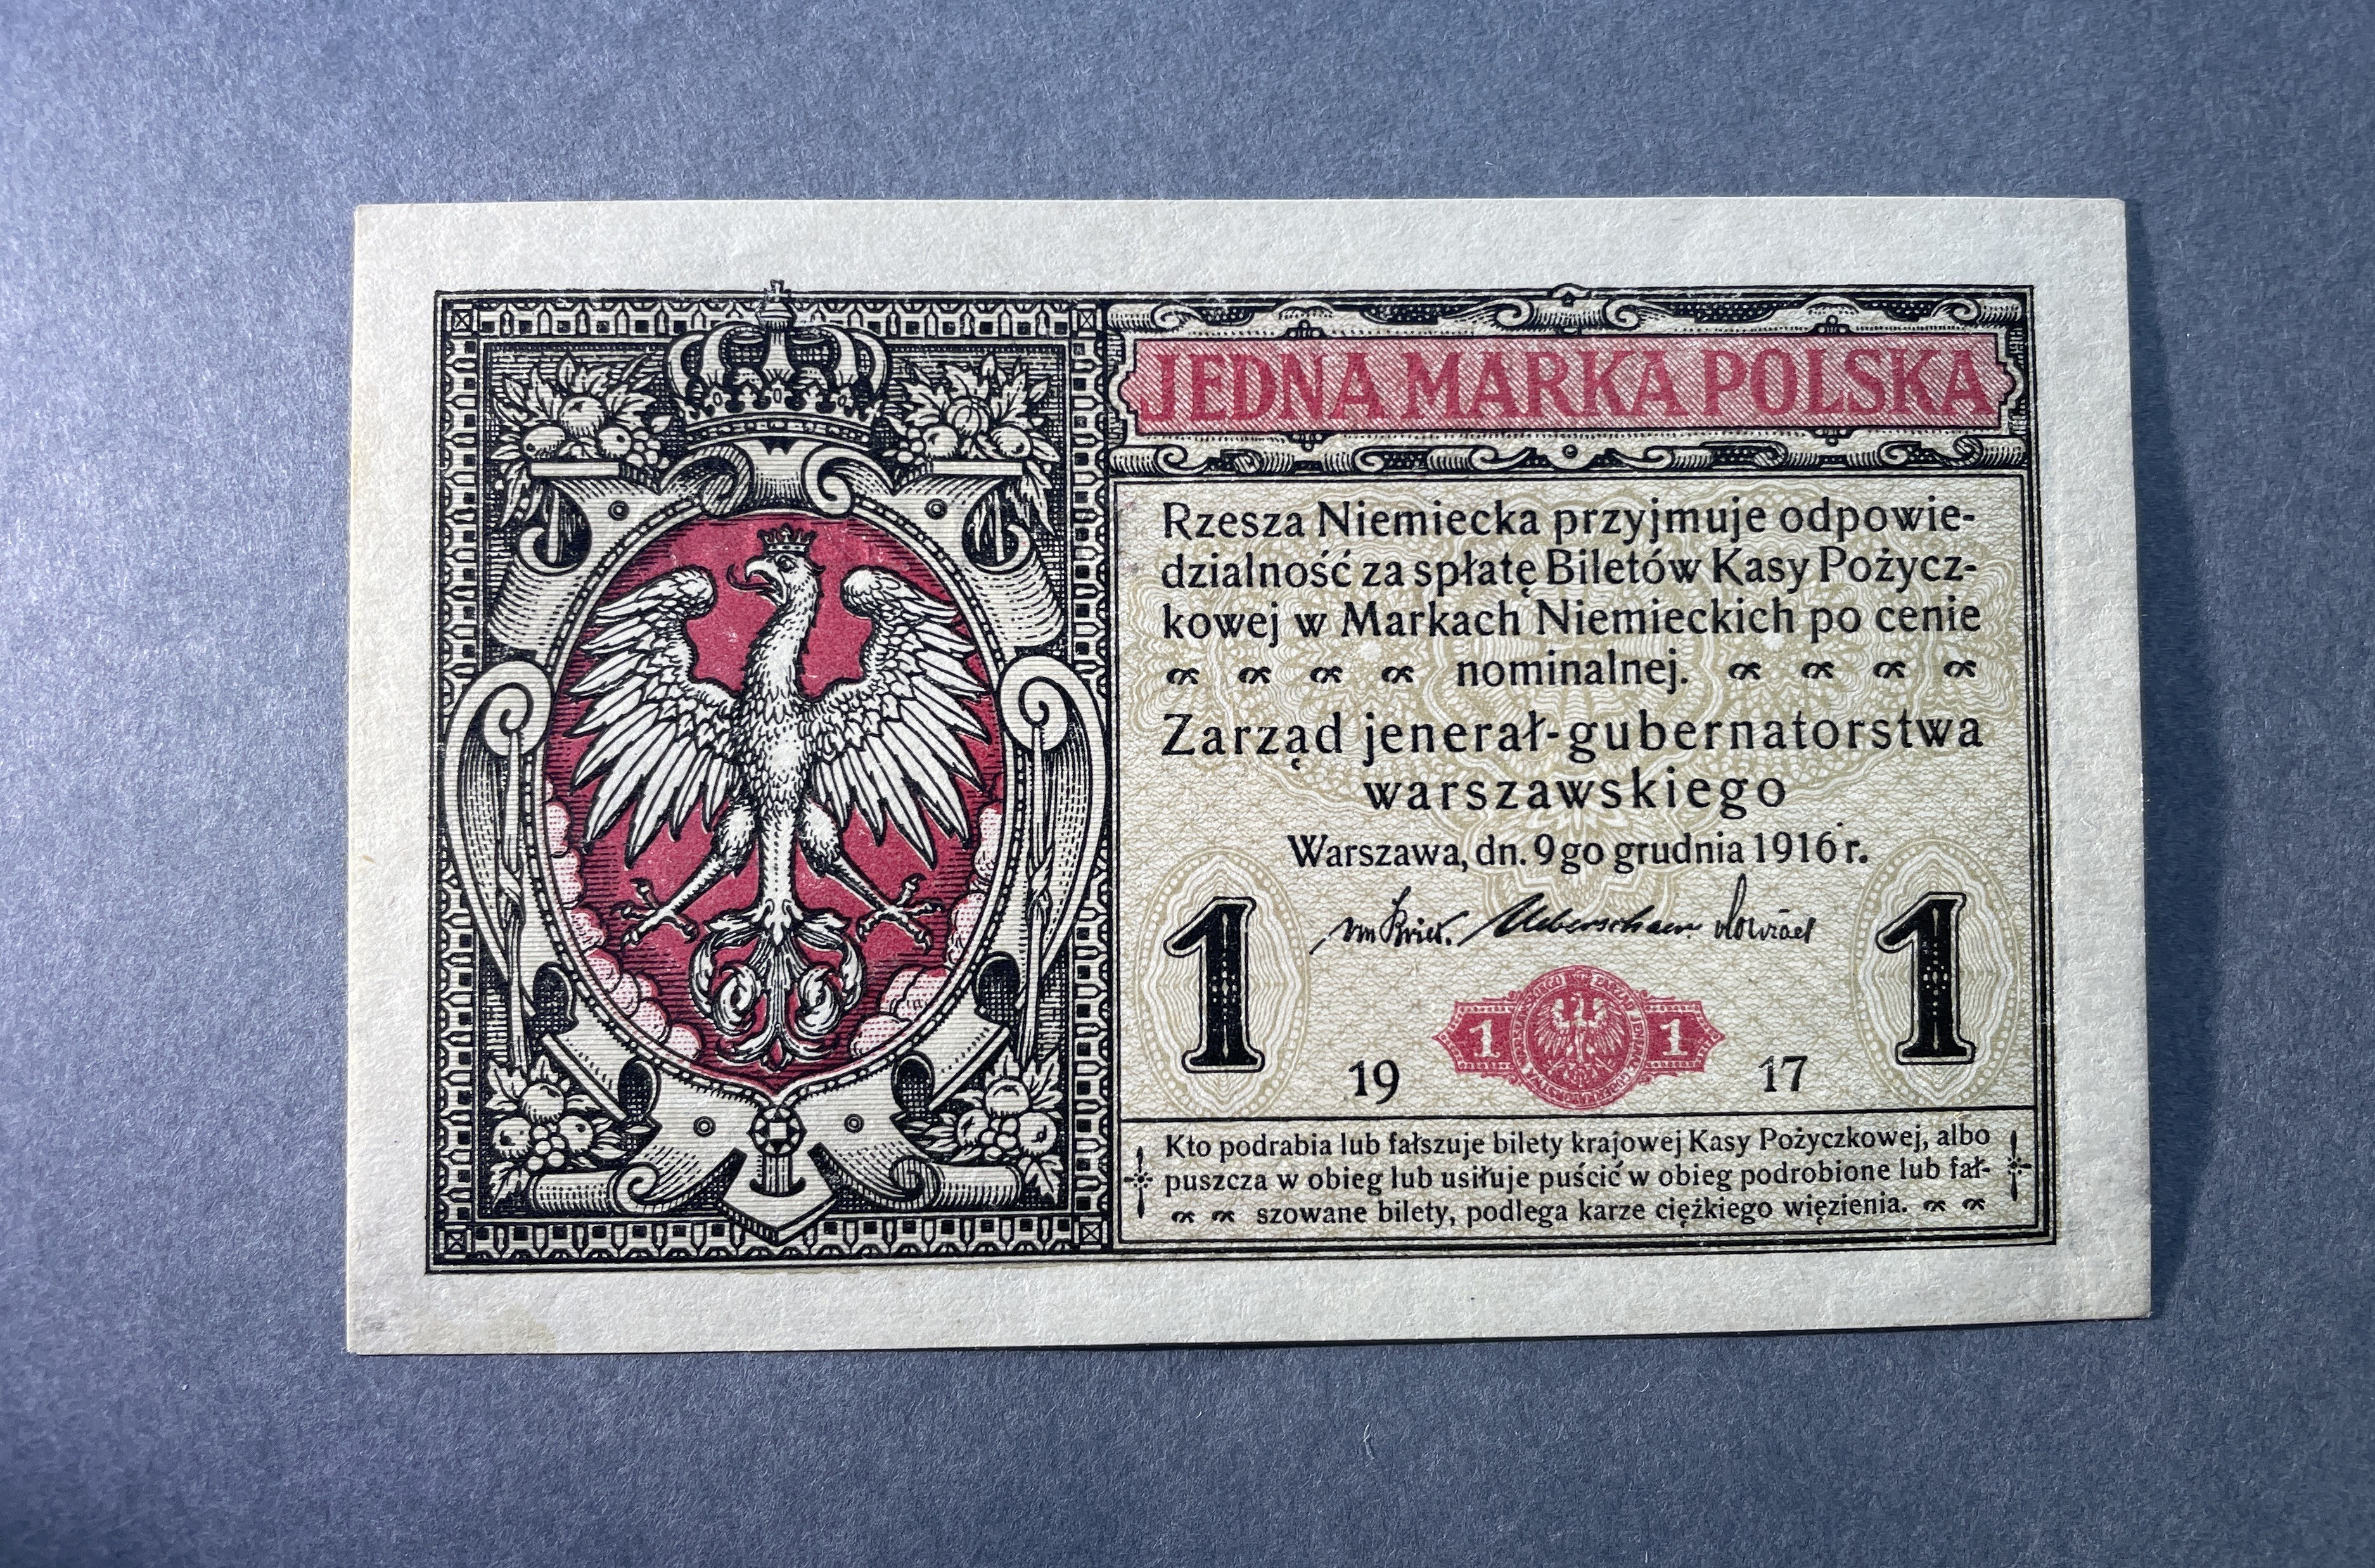 JEDNA MARKA POLSKA
Rzesza Niemiecka przyjmuje odpowie-
dzialność za spłatę Biletów Kasy Pożycz-
kowej w Markach Niemieckich po cenie
nominalnej.
Zarząd jenerał-gubernatorstwa
warszawskiego
Warszawa, dn. 9go grudnia 1916 r.
1 1
1 1
19 17
Kto podrabia lub fałszuje bilety krajowej Kasy Pożyczkowej, albo
puszcza w obieg lub usiłuje puścić w obieg podrobione lub fał-
szowane bilety, podlega karze ciężkiego więzienia.